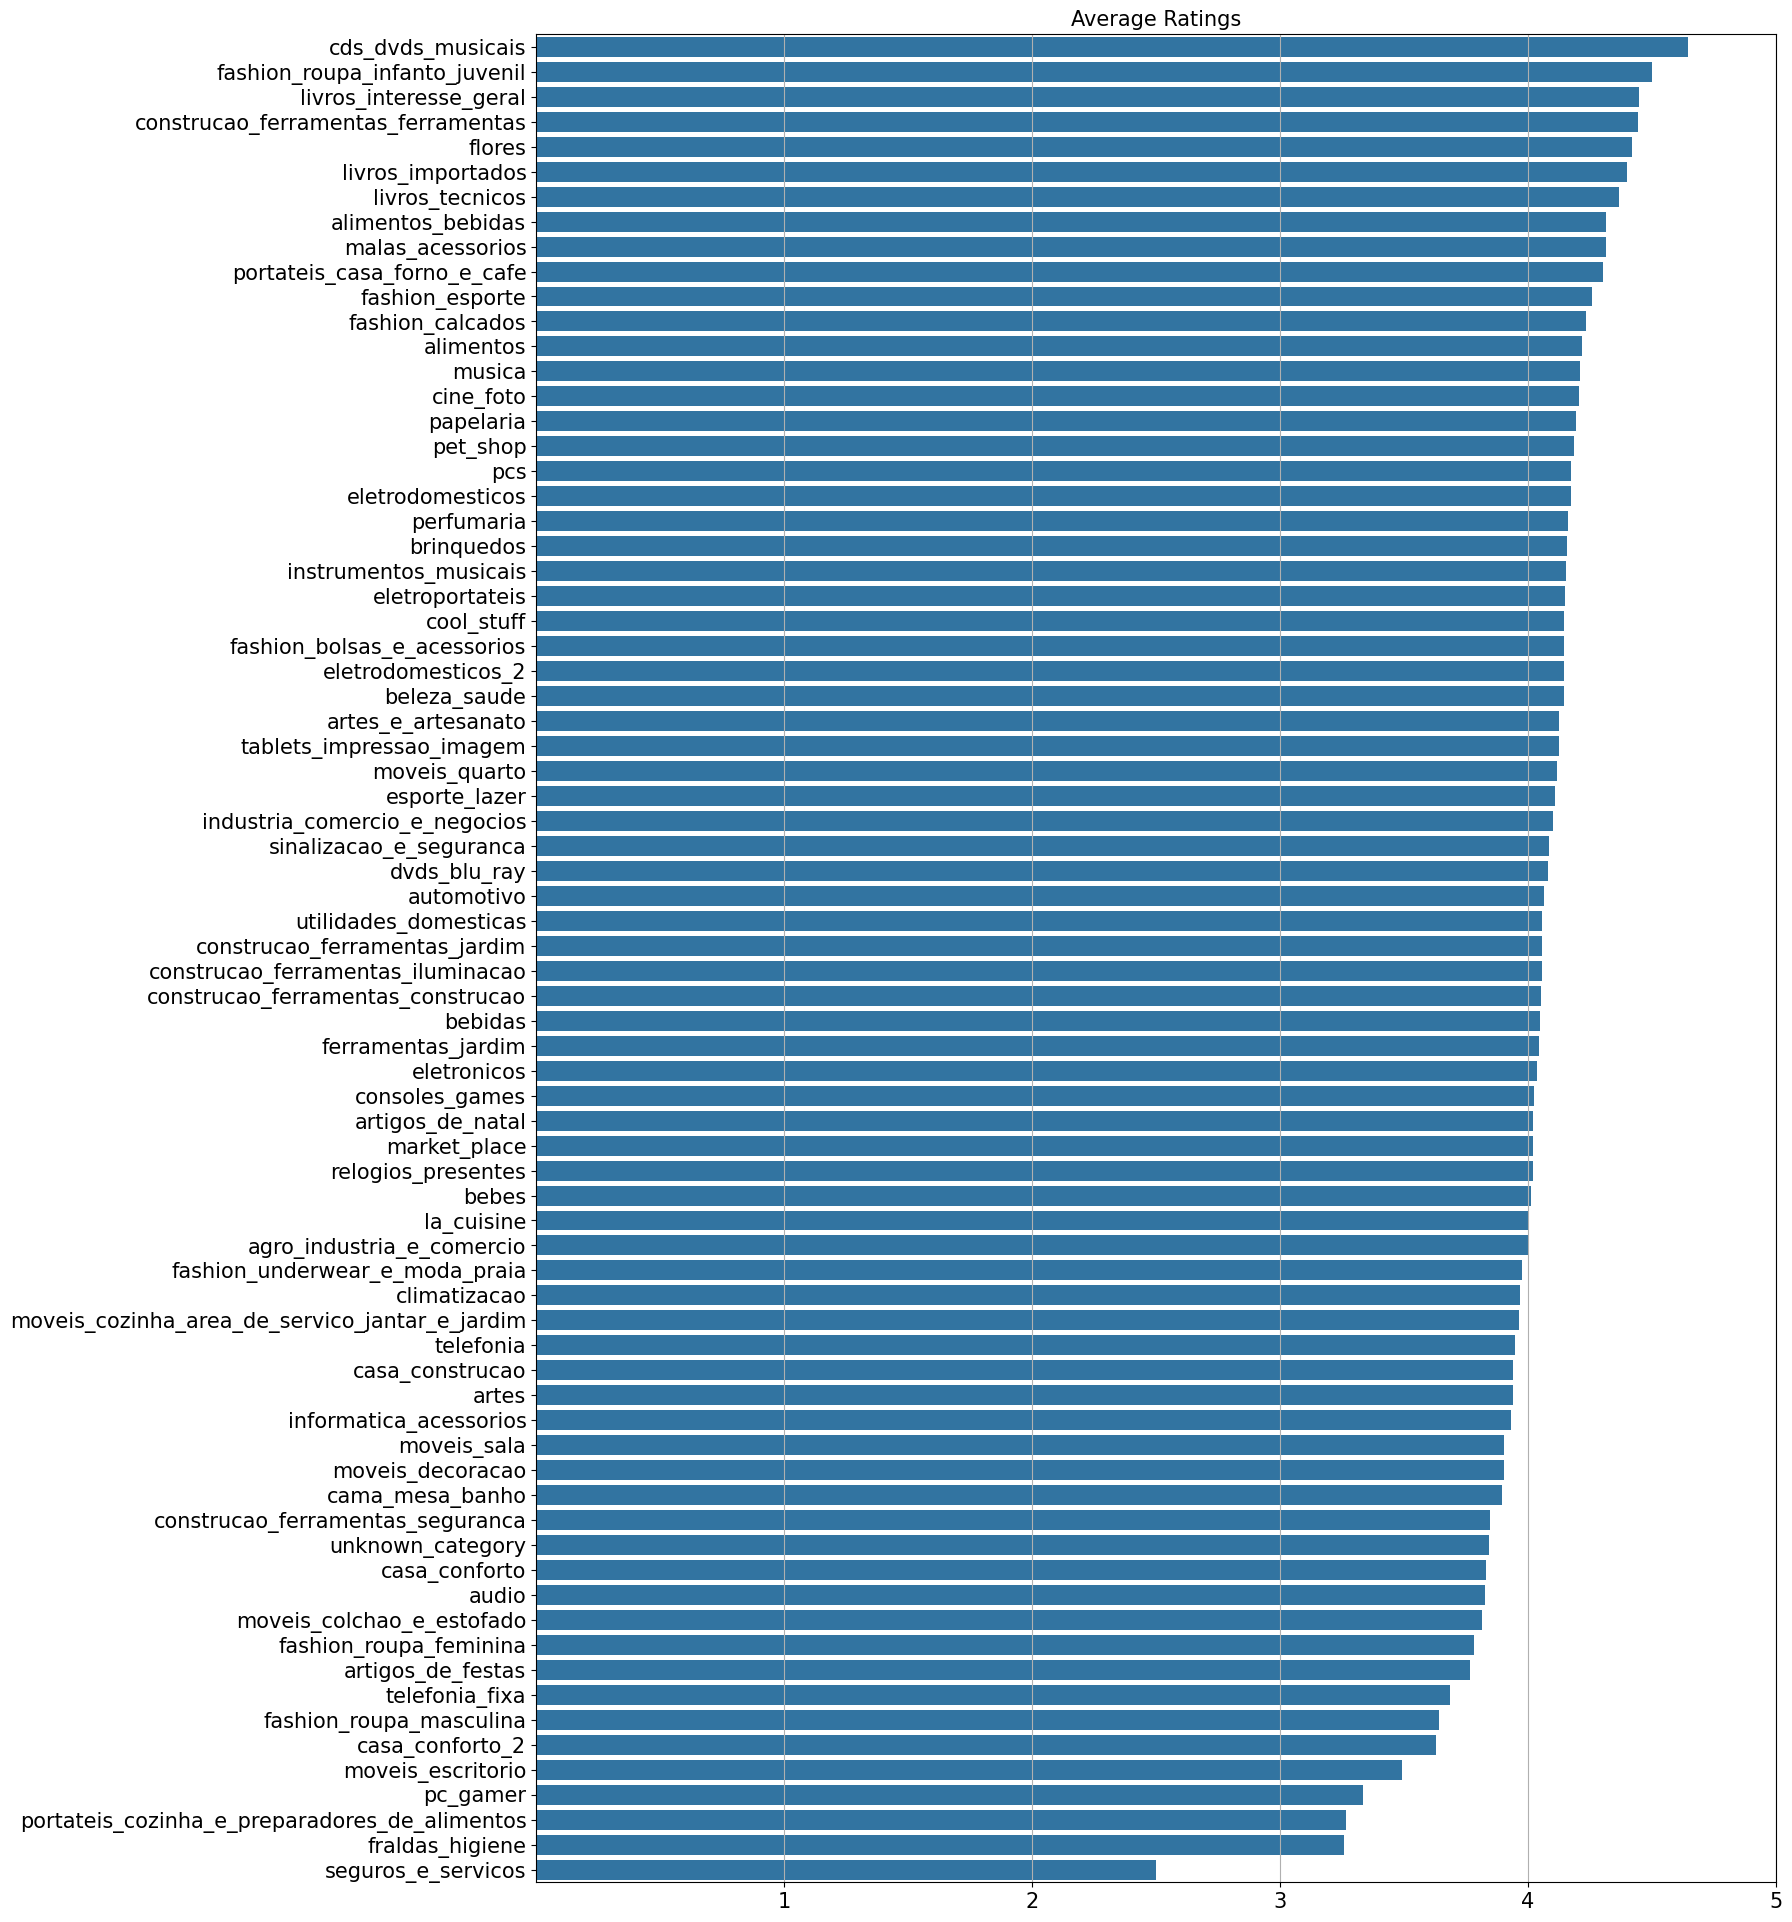 Average Ratings
cds_dvds_musicais
fashion_roupa_infanto_juvenil
livros_interesse_geral
construcao_ferramentas_ferramentas
flores
livros_importados
livros_tecnicos
alimentos_bebidas
malas_acessorios
portateis_casa_forno_e_cafe
fashion_esporte
fashion_calcados
alimentos
musica
cine_foto
papelaria
pet_shop
pcs
eletrodomesticos
perfumaria
brinquedos
instrumentos_musicais
eletroportateis
cool_stuff
fashion_bolsas_e_acessorios
eletrodomesticos_2
beleza_saude
artes_e_artesanato
tablets_impressao_imagem
moveis_quarto
esporte_lazer
industria_comercio_e_negocios
sinalizacao_e_seguranca
dvds_blu_ray
automotivo
utilidades_domesticas
construcao_ferramentas_jardim
construcao_ferramentas_iluminacao
construcao_ferramentas_construcao
bebidas
ferramentas_jardim
eletronicos
consoles_games
artigos_de_natal
market_place
relogios_presentes
bebes
la_cuisine
agro_industria_e_comercio
fashion_underwear_e_moda_praia
climatizacao
moveis_cozinha_area_de_servico_jantar_e_jardim
telefonia
casa_construcao
artes
informatica_acessorios
moveis_sala
moveis_decoracao
cama_mesa_banho
construcao_ferramentas_seguranca
unknown_category
casa_conforto
audio
moveis_colchao_e_estofado
fashion_roupa_feminina
artigos_de_festas
telefonia_fixa
fashion_roupa_masculina
casa_conforto_2
moveis_escritorio
pc_gamer
portateis_cozinha_e_preparadores_de_alimentos
fraldas_higiene
seguros_e_servicos
1 2 3 4 5